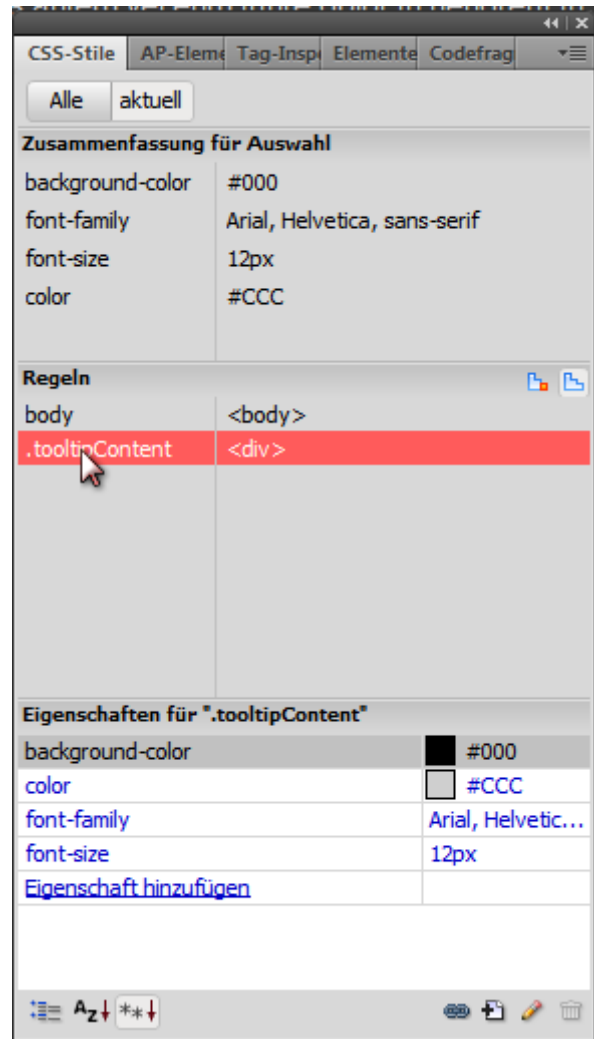 CSS-Stile AP-Eleme Tag-Inspe Elemente Codefrag
Alle aktuell
Zusammenfassung für Auswahl
background-color #000
font-family Arial, Helvetica, sans-serif
font-size 12px
color #CCC
Regeln
body <body>
.tooltipContent <div>
Eigenschaften für ".tooltipContent"
background-color #000
color #CCC
font-family Arial, Helvetic...
font-size 12px
Eigenschaft hinzufügen